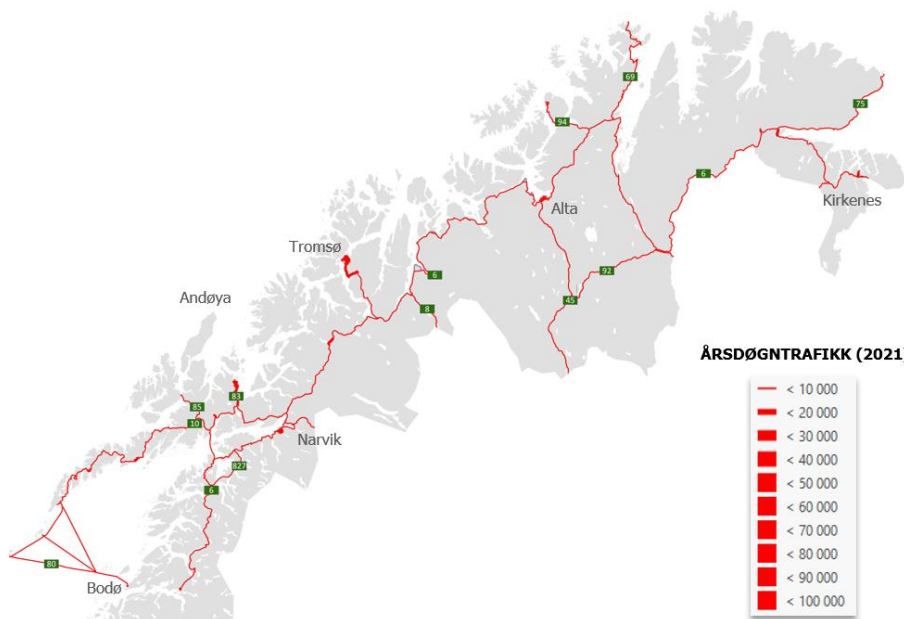 69
75
94
6
Kirkenes
Alta
Tromsø
92
6
Andøya
45
8
ÅRSDØGNTRAFIKK (2021)
< 10 000
< 20 000
< 30 000
< 40 000
< 50 000
< 60 000
< 70 000
< 80 000
< 90 000
< 100 000
83
85
10
Narvik
827
6
80
Bodø